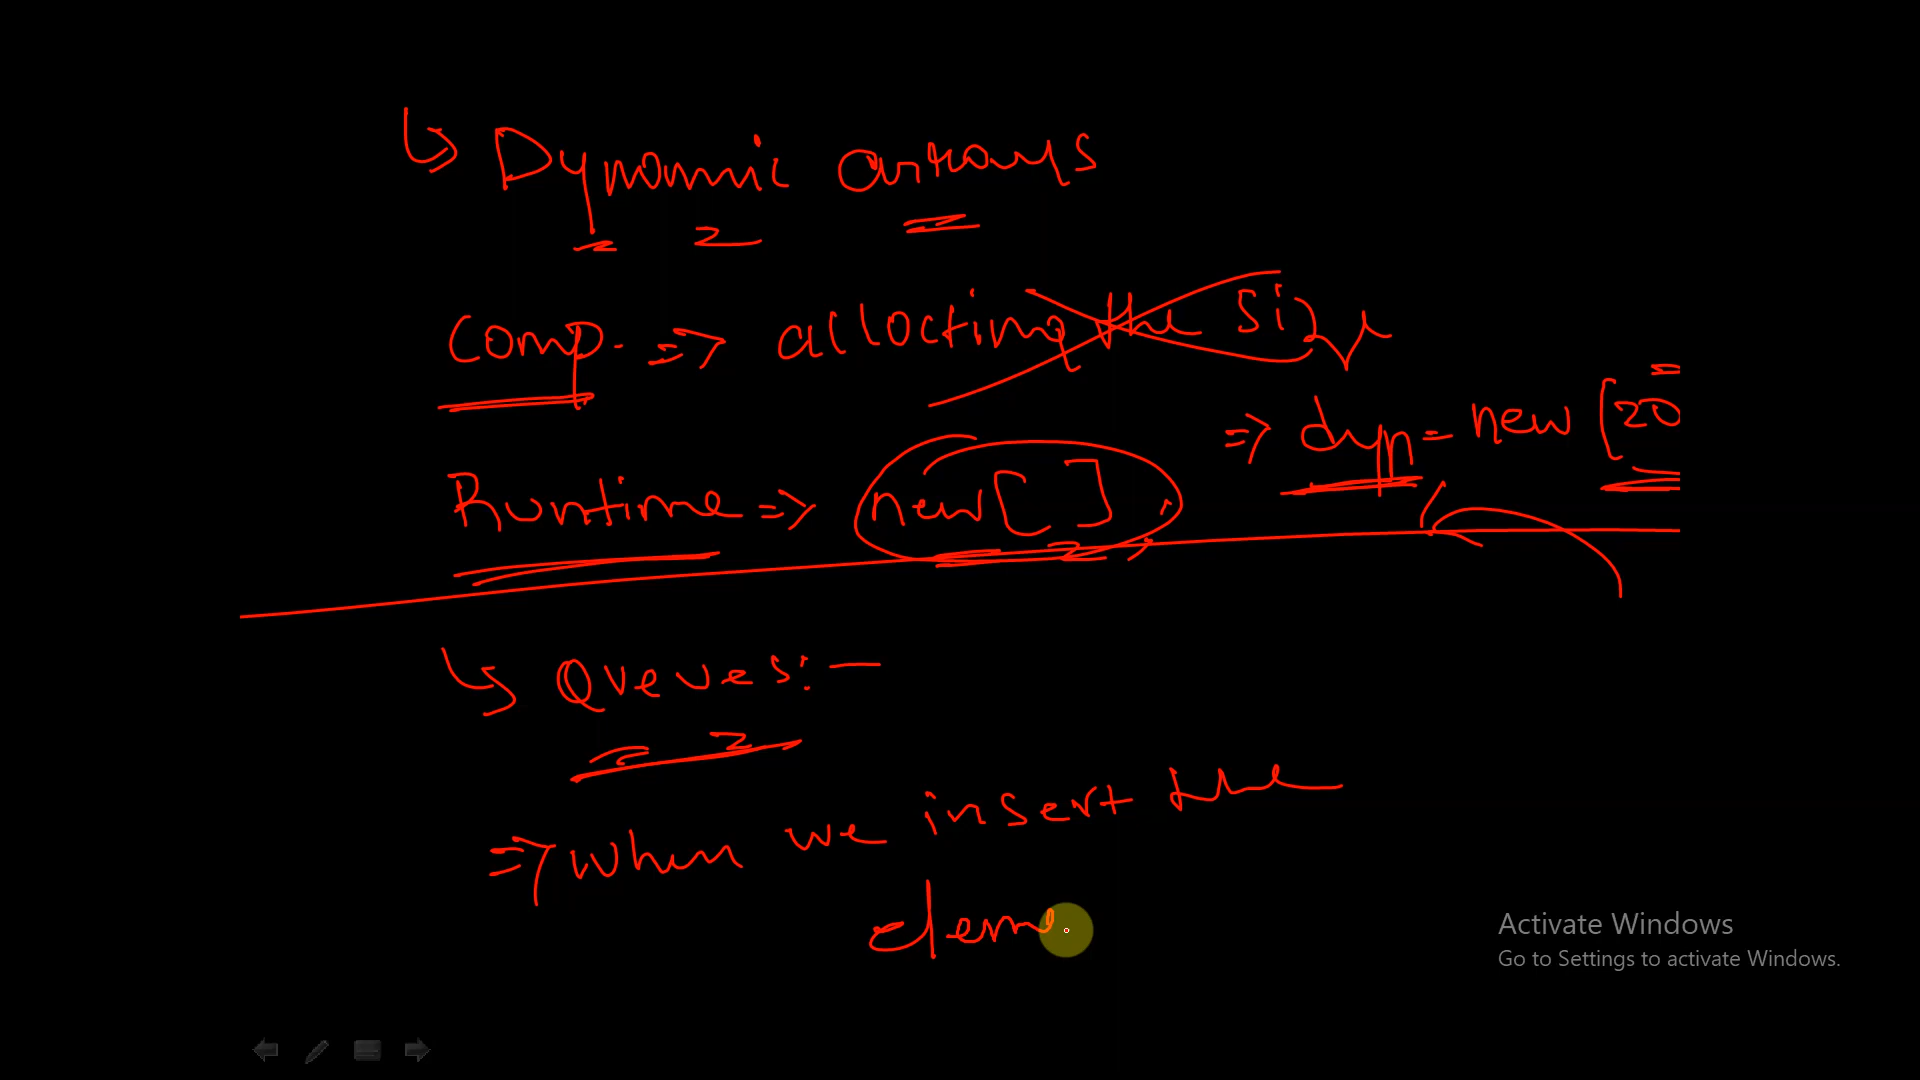 ↳ Dynamic arrays
Comp. => allocting the size
=> dyn = new [20
Runtime => new[ ];
↳ Queues:-
=> When we insert the
eleme
Activate Windows
Go to Settings to activate Windows.